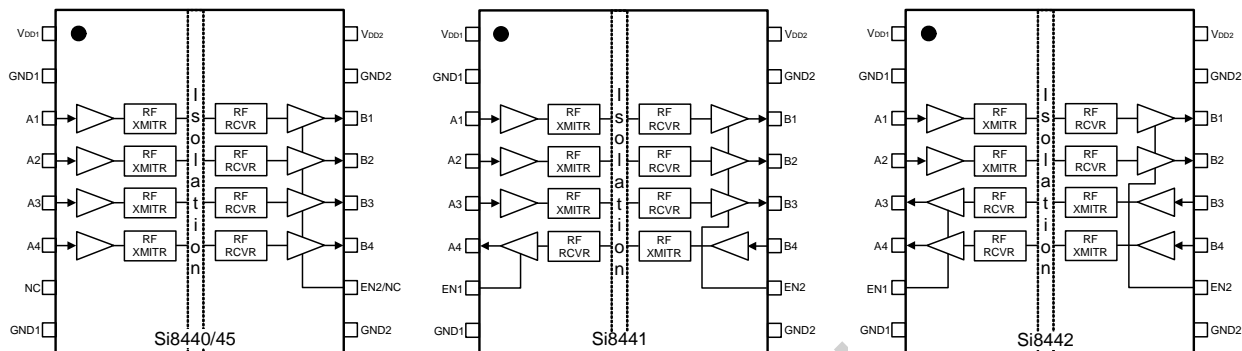 VDD1 VDD2
GND1 GND2
A1 RF XMITR RF RCVR B1
A2 RF XMITR RF RCVR B2
A3 RF XMITR RF RCVR B3
A4 RF XMITR RF RCVR B4
Isolation
NC EN2/NC
GND1 GND2
Si8440/45
VDD1 VDD2
GND1 GND2
A1 RF XMITR RF RCVR B1
A2 RF XMITR RF RCVR B2
A3 RF XMITR RF RCVR B3
A4 RF RCVR RF XMITR B4
Isolation
EN1 EN2
GND1 GND2
Si8441
VDD1 VDD2
GND1 GND2
A1 RF XMITR RF RCVR B1
A2 RF XMITR RF RCVR B2
A3 RF RCVR RF XMITR B3
A4 RF RCVR RF XMITR B4
Isolation
EN1 EN2
GND1 GND2
Si8442